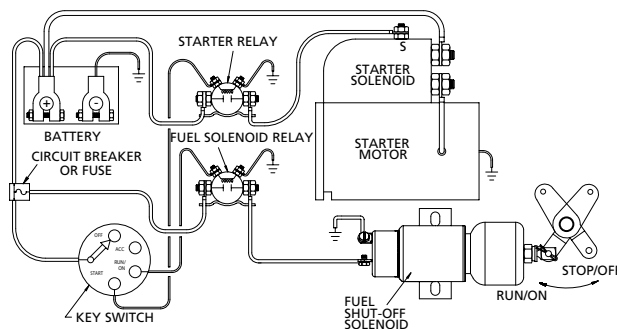 STARTER RELAY
S
STARTER
SOLENOID
+
-
BATTERY
FUEL SOLENOID RELAY
STARTER
MOTOR
CIRCUIT BREAKER
OR FUSE
OFF
ACC
RUN/
ON
START
KEY SWITCH
FUEL
SHUT-OFF
SOLENOID
RUN/ON
STOP/OFF